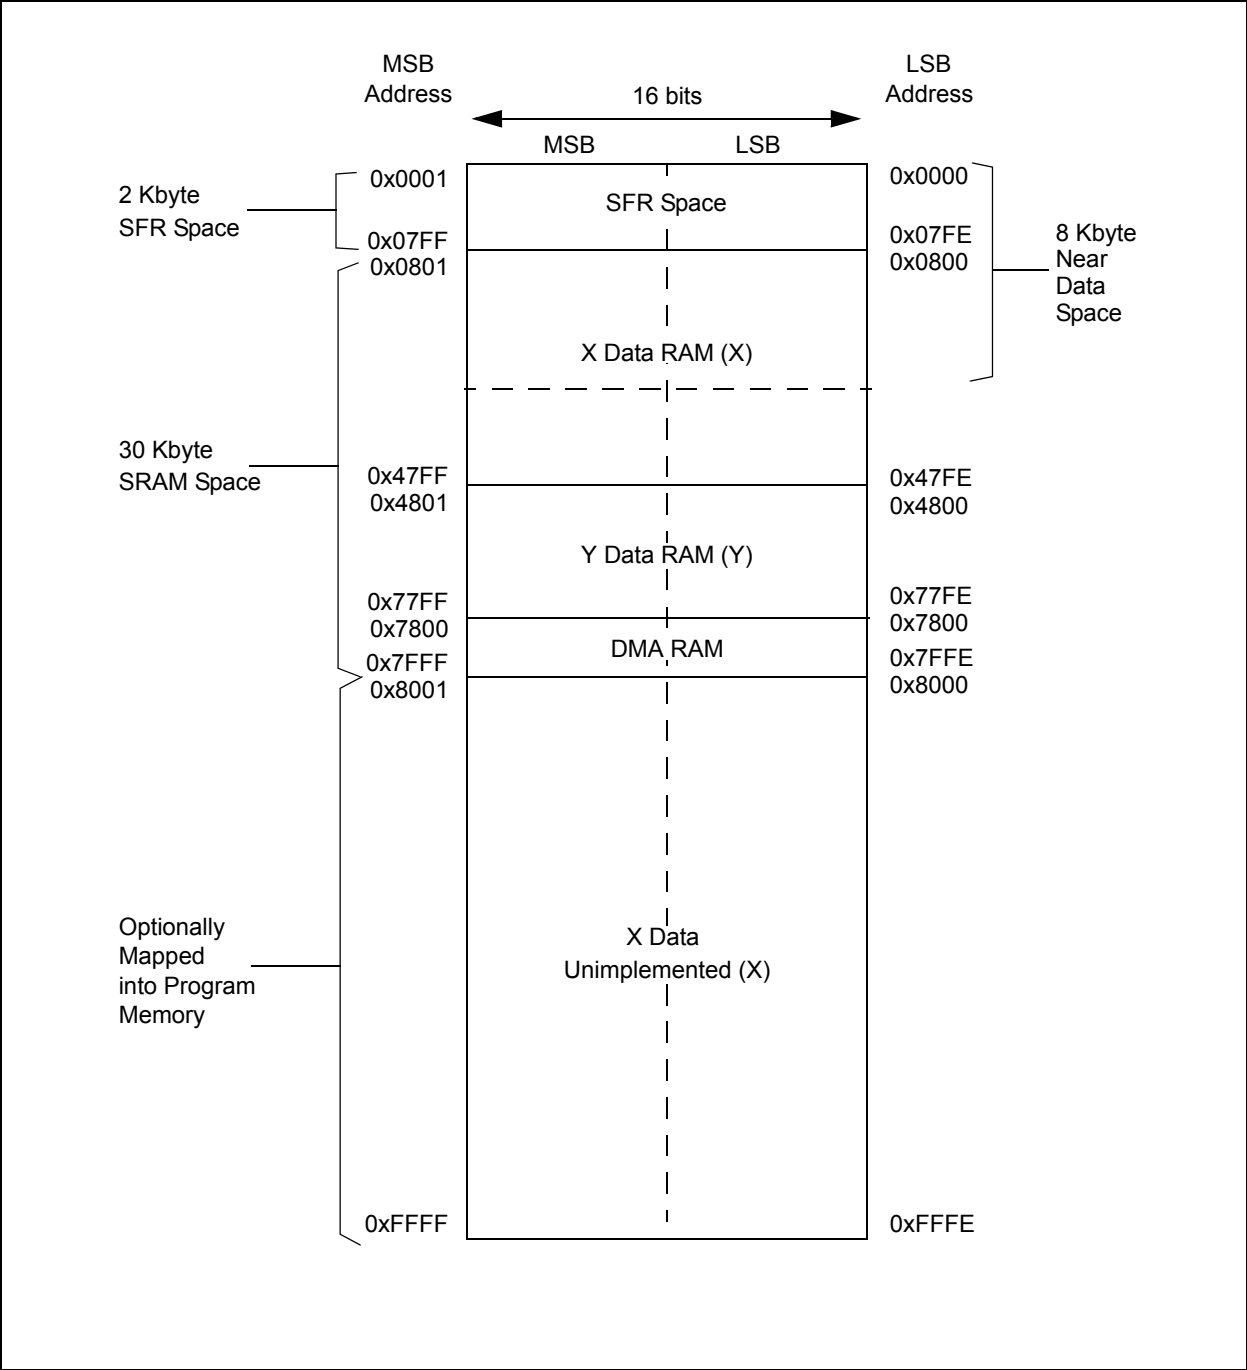 MSB
Address
LSB
Address
16 bits
MSB
LSB
2 Kbyte
SFR Space
0x0001
SFR Space
0x0000
0x07FF
0x0801
0x07FE
0x0800
8 Kbyte
Near
Data
Space
X Data RAM (X)
30 Kbyte
SRAM Space
0x47FF
0x4801
0x47FE
0x4800
Y Data RAM (Y)
0x77FF
0x7800
0x77FE
0x7800
DMA RAM
0x7FFF
0x8001
0x7FFE
0x8000
Optionally
Mapped
into Program
Memory
X Data
Unimplemented (X)
0xFFFF
0xFFFE